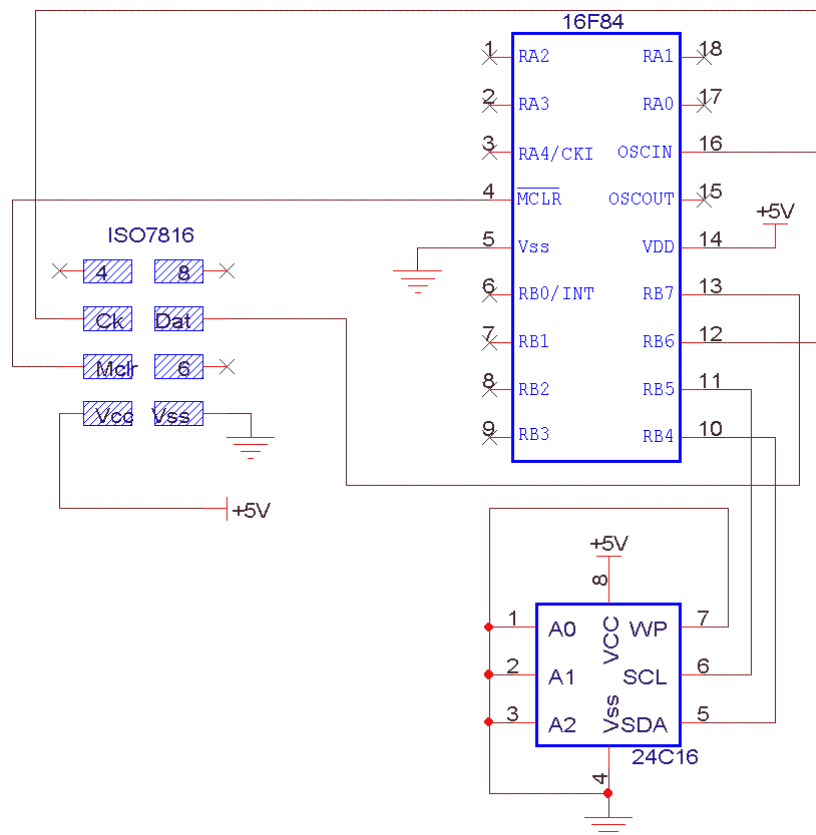 16F84
1 RA2 RA1 18
2 RA3 RA0 17
3 RA4/CKI OSCIN 16
4 MCLR OSCOUT 15
+5V
5 Vss VDD 14
6 RB0/INT RB7 13
7 RB1 RB6 12
8 RB2 RB5 11
9 RB3 RB4 10
ISO7816
4 8
Ck Dat
Mclr 6
Vcc Vss
+5V
+5V
8
1 A0 VCC WP 7
2 A1 SCL 6
3 A2 Vss SDA 5
24C16
4